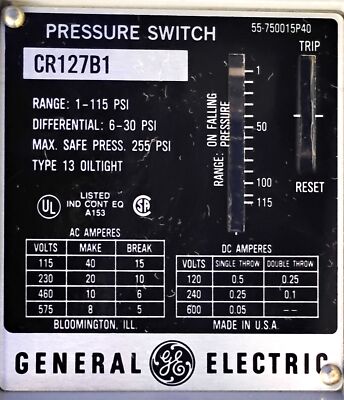 PRESSURE SWITCH
55-750015P40
CR127B1
TRIP
RANGE: 1-115 PSI
DIFFERENTIAL: 6-30 PSI
MAX. SAFE PRESS. 255 PSI
TYPE 13 OILTIGHT
RANGE: ON FALLING
PRESSURE
1
50
100
115
RESET
UL
LISTED
IND CONT EQ
A153
SA
AC AMPERES
VOLTS MAKE BREAK
115 40 15
230 20 10
460 10 6
575 8 5
BLOOMINGTON, ILL.
DC AMPERES
VOLTS SINGLE THROW DOUBLE THROW
120 0.5 0.25
240 0.25 0.1
600 0.05 --
MADE IN U.S.A.
GENERAL GE ELECTRIC